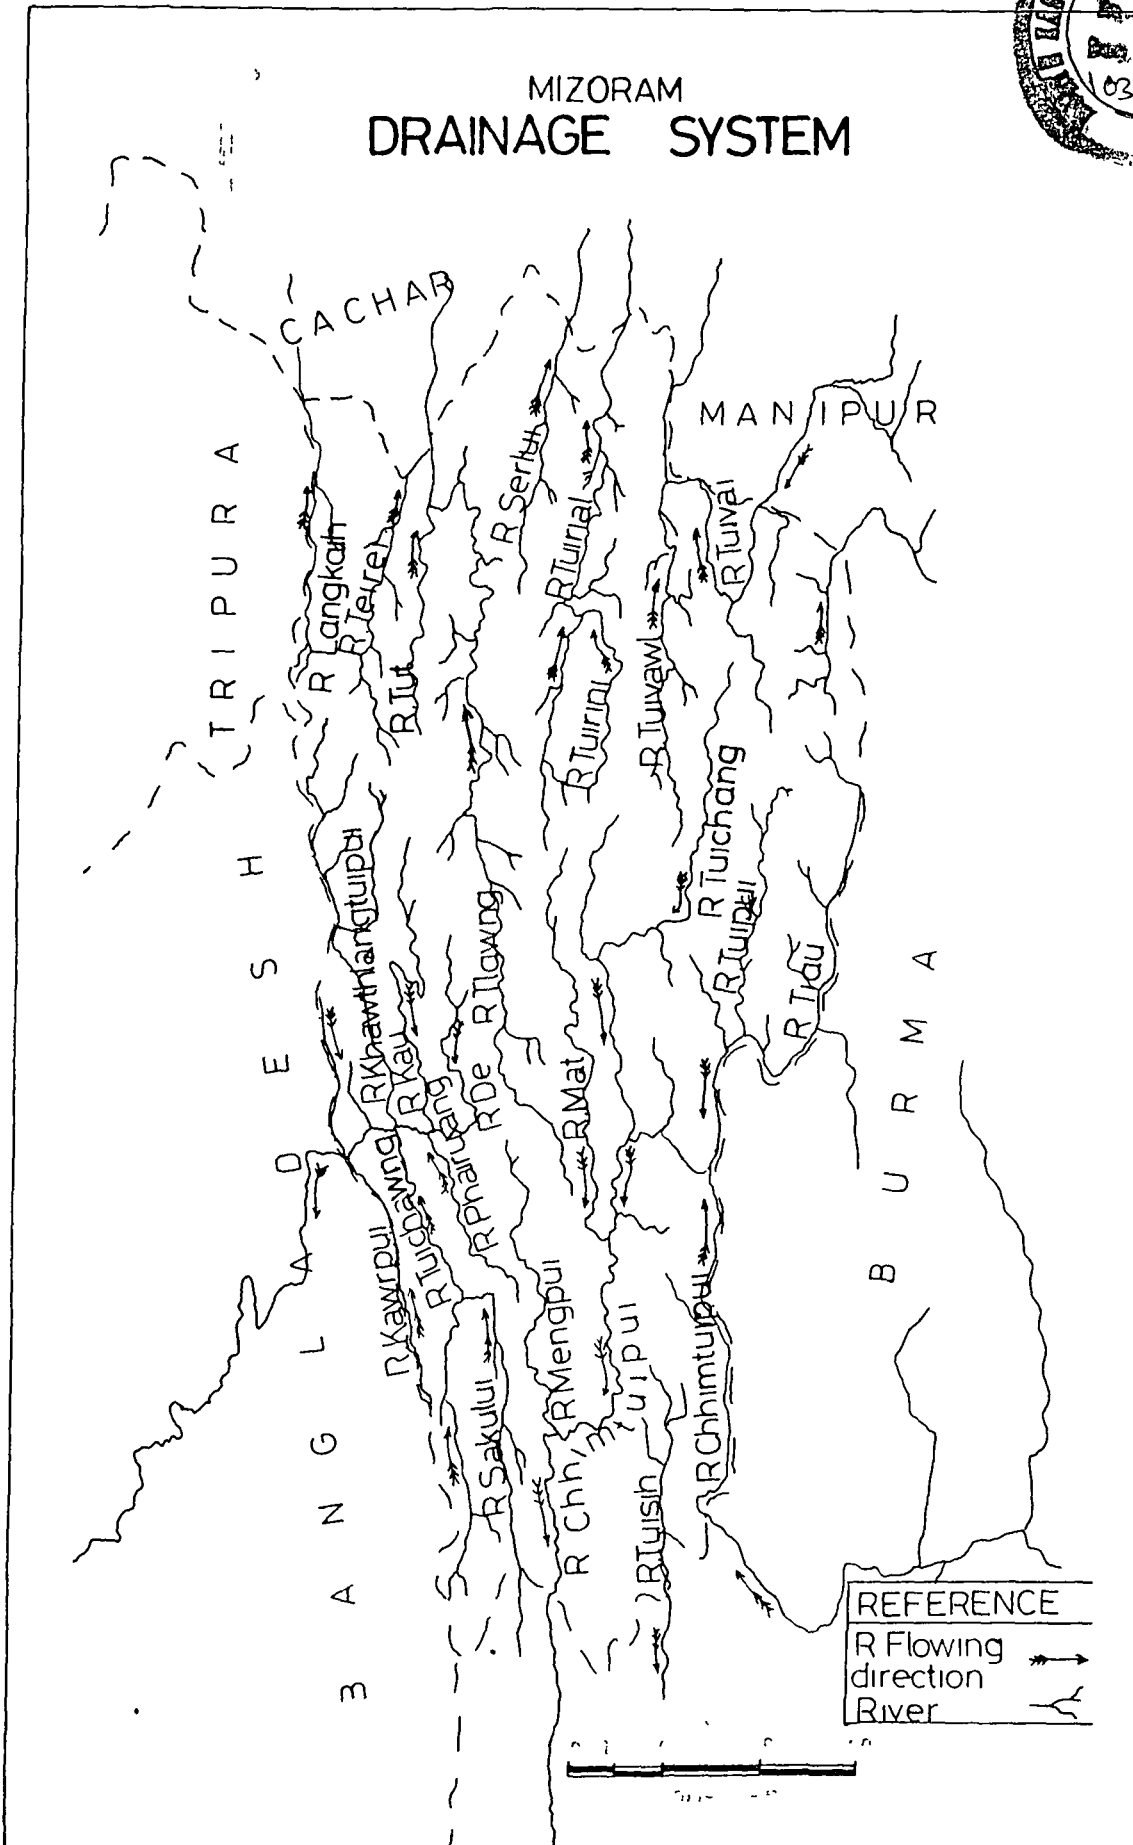 MIZORAM
DRAINAGE SYSTEM
CACHAR
MANIPUR
TRIPURA
BANGLADESH
BURMA
R Langkaih
R Teirei
R Tut
R Serlui
R Tuirial
R Tuivai
R Tuirini
R Tuivawl
R Tuichang
R Tuipui
R Tiau
R Khawthlangtuipui
R Kau
R De
R Tlawng
R Mat
R Kawrpui
R Tuichawng
R Phairuang
R Mengpui
R Sakului
R Chhimtuipui
R Chhimtuipui
R Tuisih
REFERENCE
R Flowing
direction
River